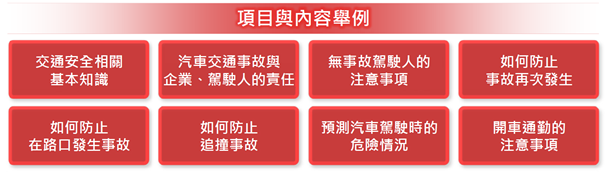 項目與內容舉例
交通安全相關
基本知識
汽車交通事故與
企業、駕駛人的責任
無事故駕駛人的
注意事項
如何防止
事故再次發生
如何防止
在路口發生事故
如何防止
追撞事故
預測汽車駕駛時的
危險情況
開車通勤的
注意事項